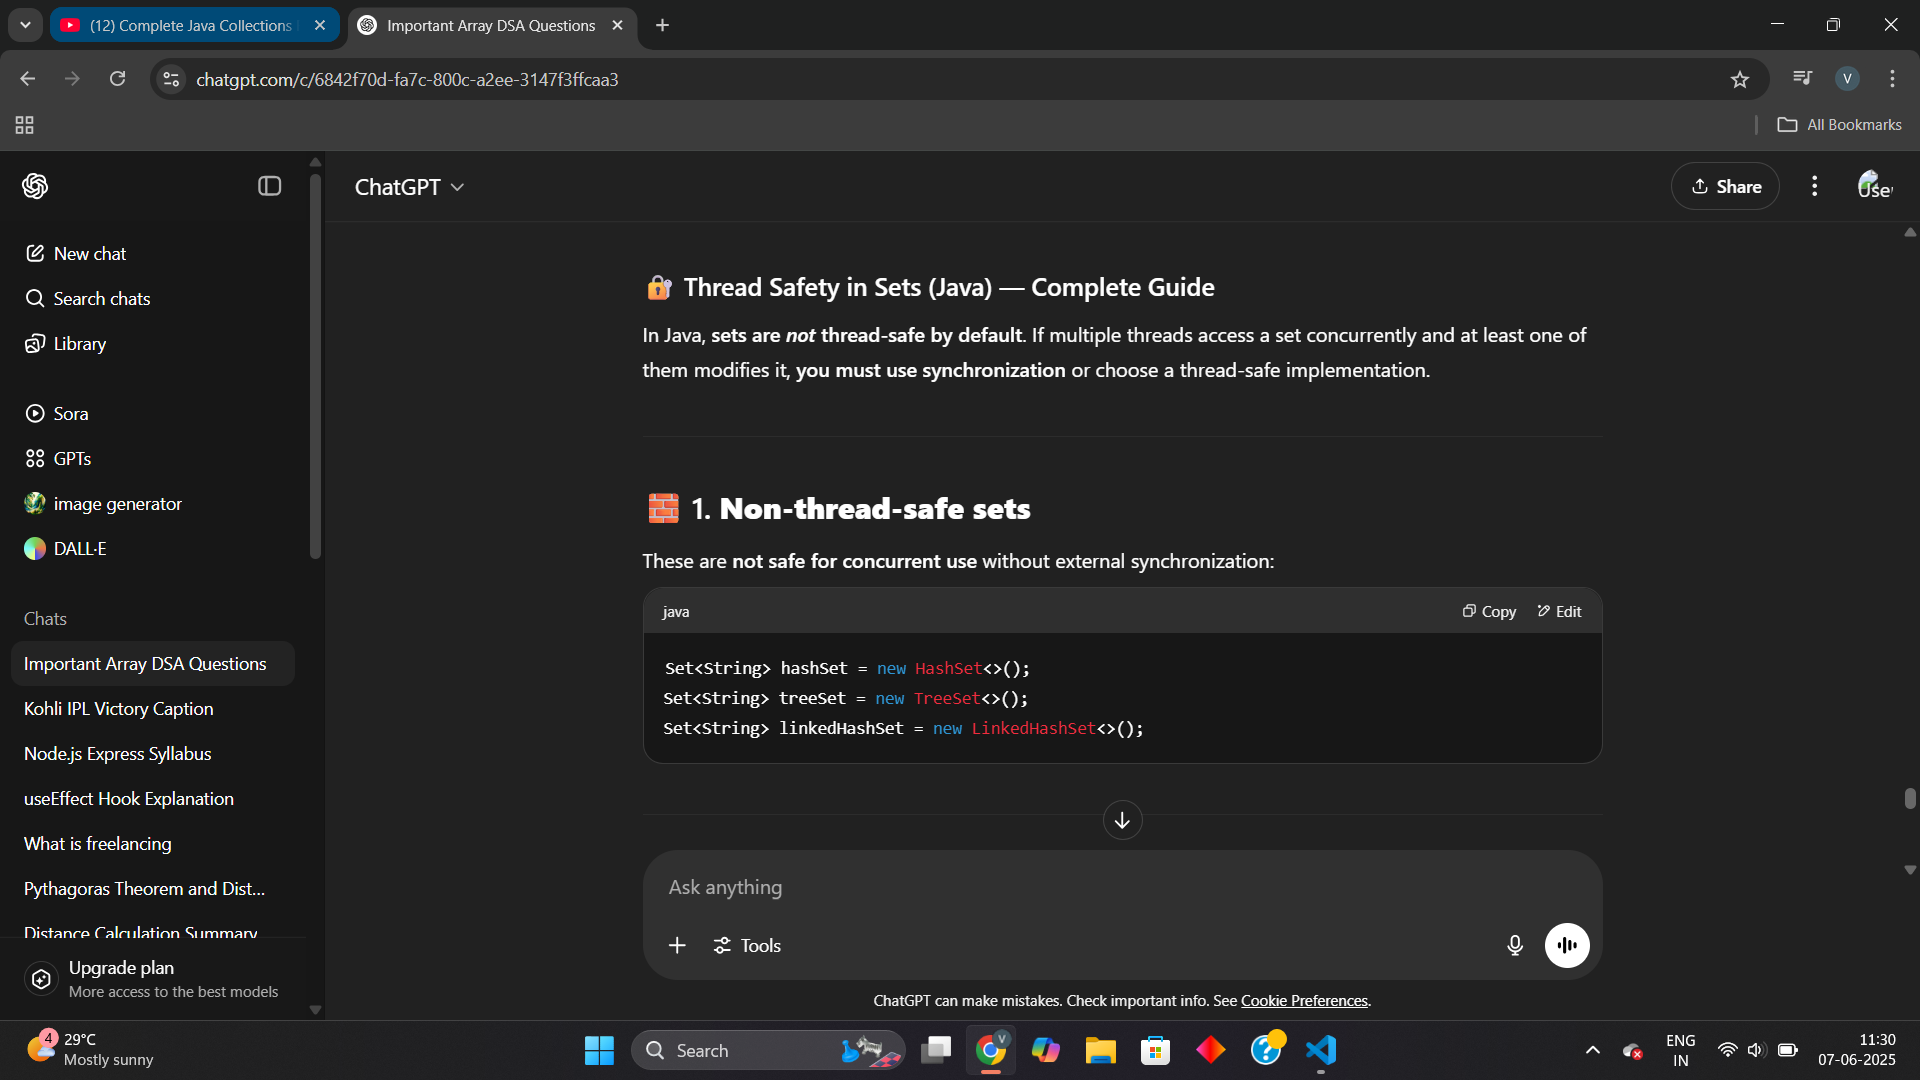 (12) Complete Java Collections
Important Array DSA Questions
chatgpt.com/c/6842f70d-fa7c-800c-a2ee-3147f3ffcaa3
V
All Bookmarks
ChatGPT
Share
User
New chat
Search chats
Library
Sora
GPTs
image generator
DALL·E
Chats
Important Array DSA Questions
Kohli IPL Victory Caption
Node.js Express Syllabus
useEffect Hook Explanation
What is freelancing
Pythagoras Theorem and Dist...
Distance Calculation Summary
Upgrade plan
More access to the best models
Thread Safety in Sets (Java) — Complete Guide
In Java, sets are not thread-safe by default. If multiple threads access a set concurrently and at least one of
them modifies it, you must use synchronization or choose a thread-safe implementation.
1. Non-thread-safe sets
These are not safe for concurrent use without external synchronization:
java
Copy
Edit
Set<String> hashSet = new HashSet<>();
Set<String> treeSet = new TreeSet<>();
Set<String> linkedHashSet = new LinkedHashSet<>();
Ask anything
Tools
ChatGPT can make mistakes. Check important info. See Cookie Preferences.
4
29°C
Mostly sunny
Search
V
ENG
IN
11:30
07-06-2025